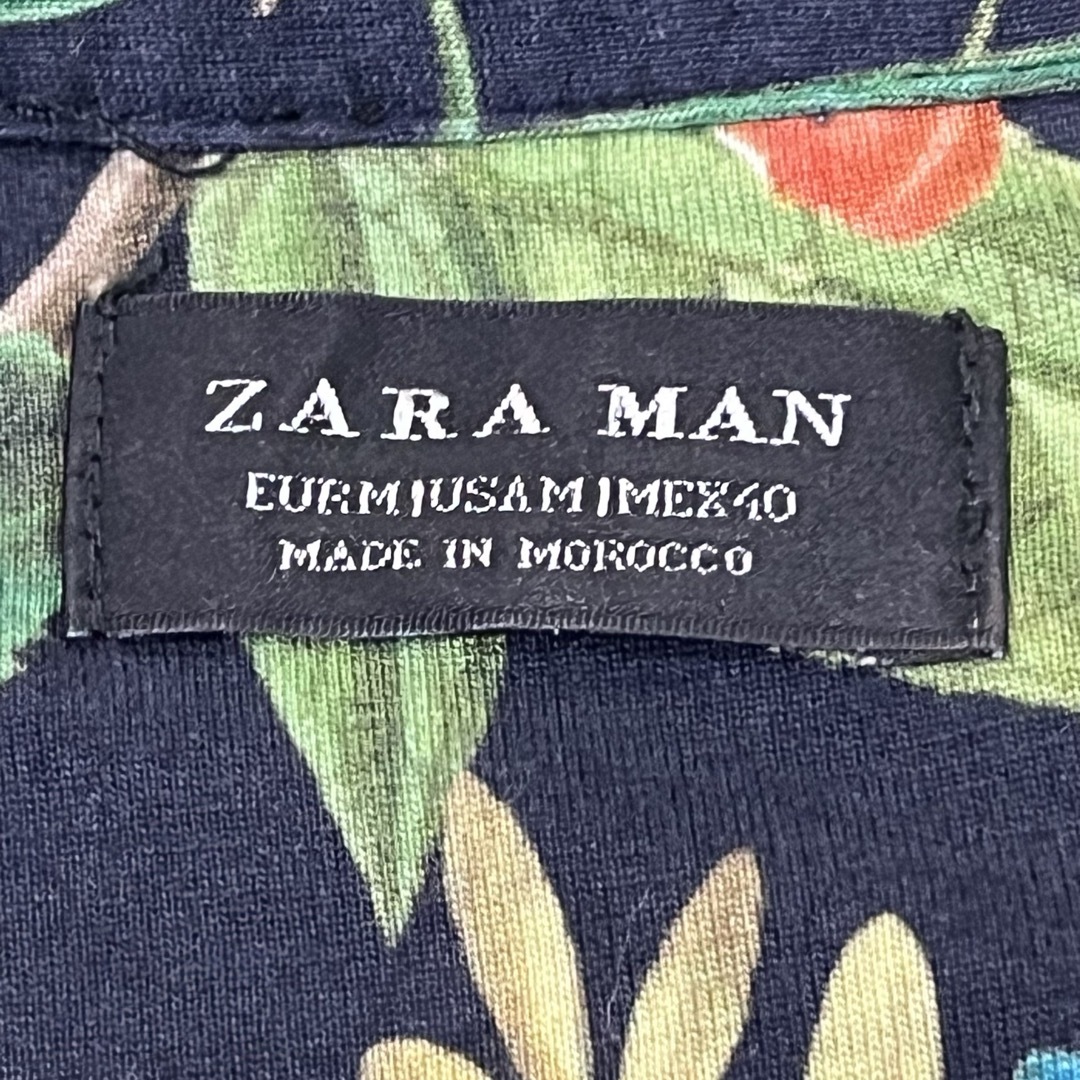 ZARA MAN
EUR M | USA M | MEX 40
MADE IN MOROCCO